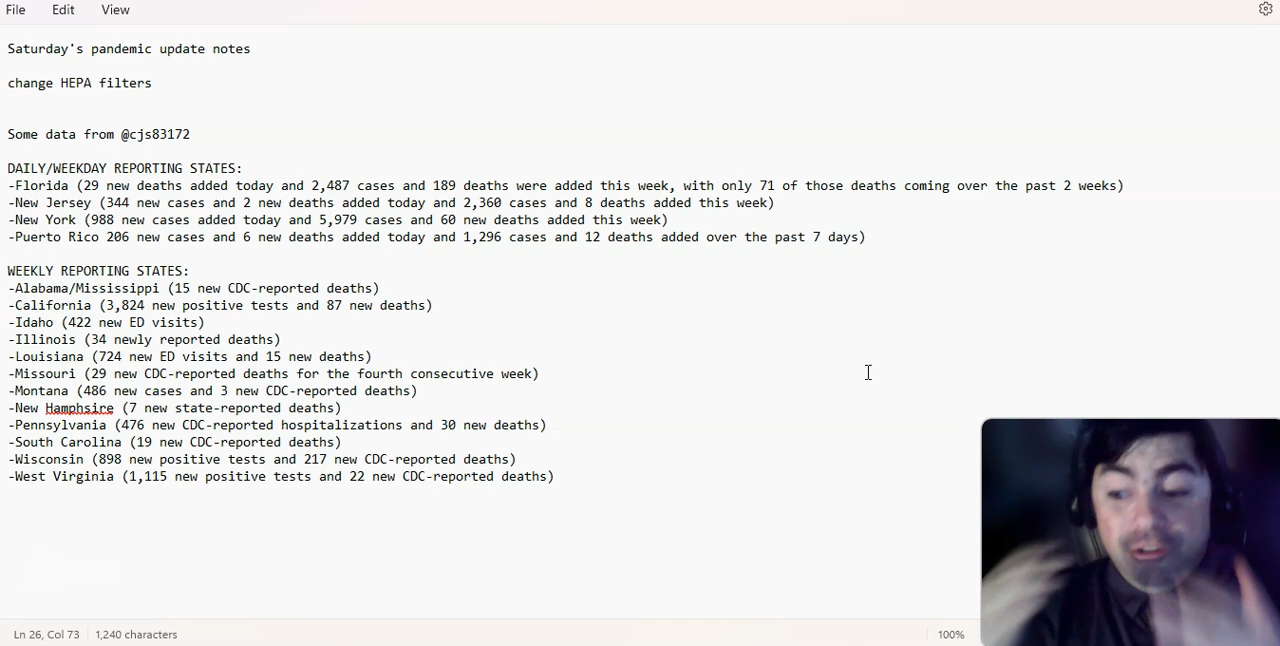 File Edit View
Saturday's pandemic update notes
change HEPA filters
Some data from @cjs83172
DAILY/WEEKDAY REPORTING STATES:
-Florida (29 new deaths added today and 2,487 cases and 189 deaths were added this week, with only 71 of those deaths coming over the past 2 weeks)
-New Jersey (344 new cases and 2 new deaths added today and 2,360 cases and 8 deaths added this week)
-New York (988 new cases added today and 5,979 cases and 60 new deaths added this week)
-Puerto Rico 206 new cases and 6 new deaths added today and 1,296 cases and 12 deaths added over the past 7 days)
WEEKLY REPORTING STATES:
-Alabama/Mississippi (15 new CDC-reported deaths)
-California (3,824 new positive tests and 87 new deaths)
-Idaho (422 new ED visits)
-Illinois (34 newly reported deaths)
-Louisiana (724 new ED visits and 15 new deaths)
-Missouri (29 new CDC-reported deaths for the fourth consecutive week)
-Montana (486 new cases and 3 new CDC-reported deaths)
-New Hamphsire (7 new state-reported deaths)
-Pennsylvania (476 new CDC-reported hospitalizations and 30 new deaths)
-South Carolina (19 new CDC-reported deaths)
-Wisconsin (898 new positive tests and 217 new CDC-reported deaths)
-West Virginia (1,115 new positive tests and 22 new CDC-reported deaths)
Ln 26, Col 73 1,240 characters 100%